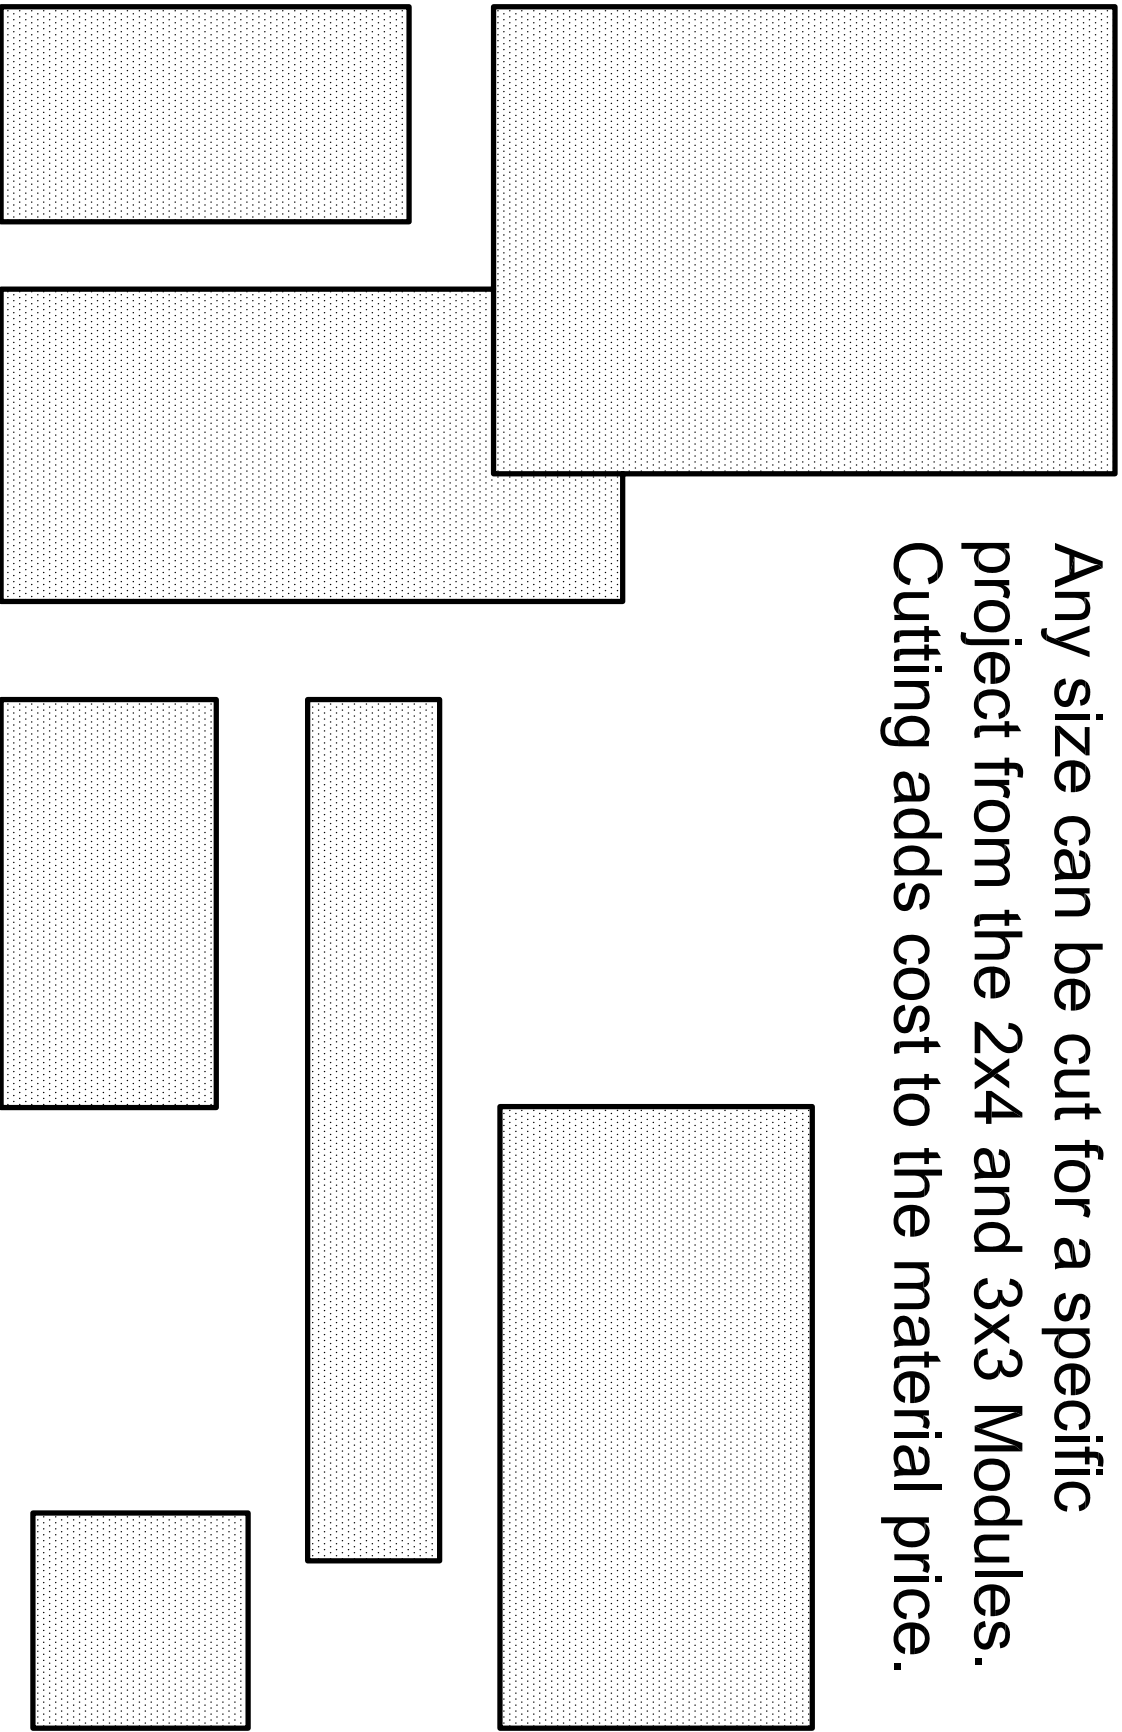 Any size can be cut for a specific
project from the 2x4 and 3x3 Modules.
Cutting adds cost to the material price.